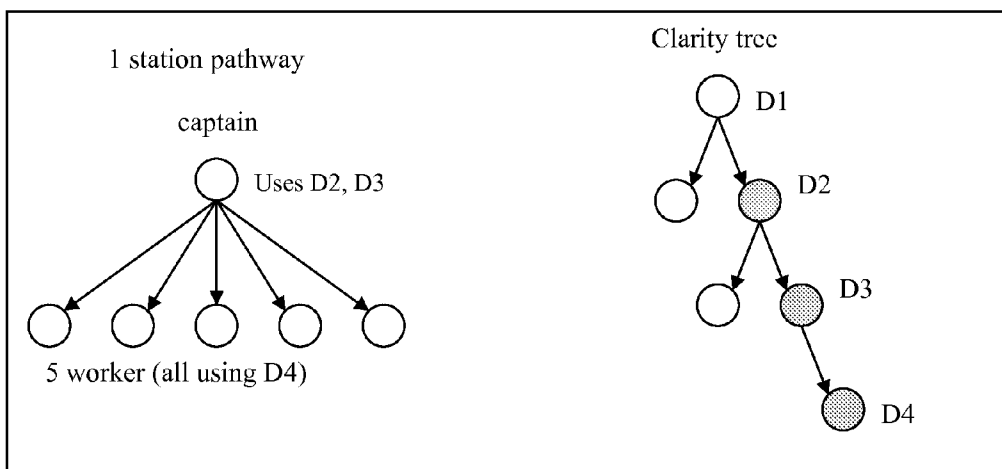 1 station pathway
captain
Uses D2, D3
5 worker (all using D4)
Clarity tree
D1
D2
D3
D4